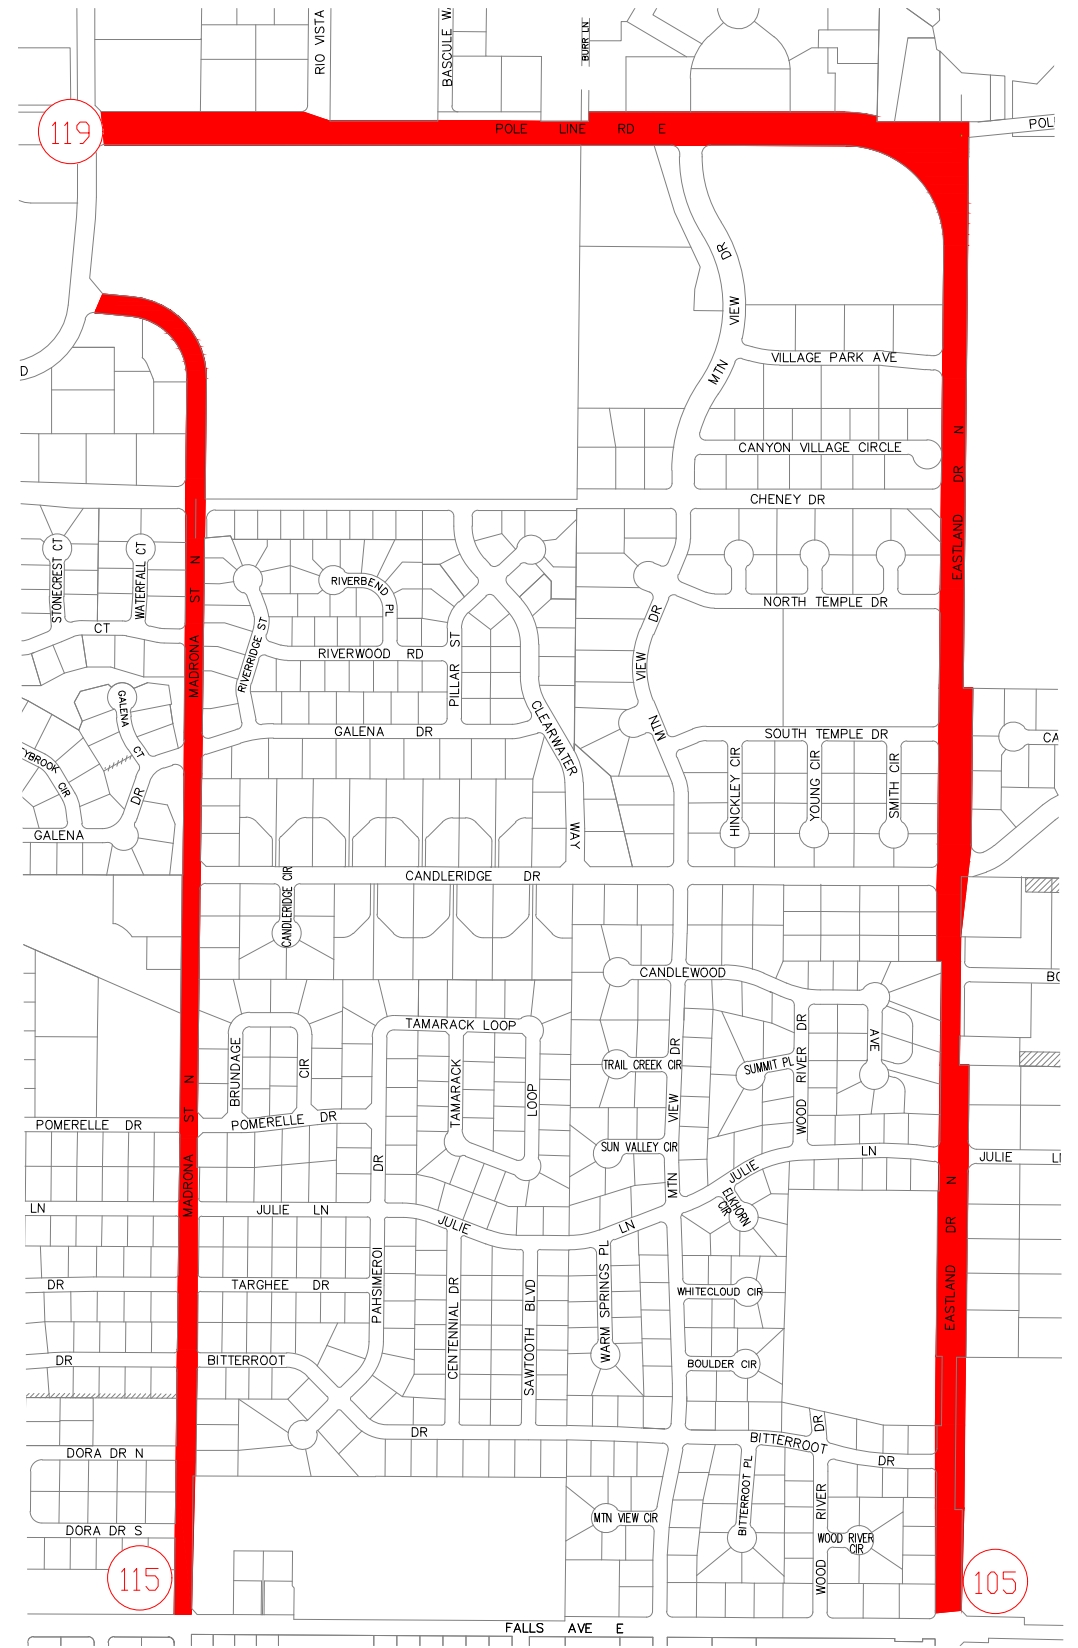 RIO VISTA
BASCULE
BURR LN
119
POLE LINE RD E
POL
MTN VIEW DR
D
VILLAGE PARK AVE
CANYON VILLAGE CIRCLE
CHENEY DR
EASTLAND DR N
STONECREST CT
WATERFALL CT
CT
MADRONA ST N
RIVERBEND PL
RIVERRIDGE ST
RIVERWOOD RD
PILLAR ST
NORTH TEMPLE DR
MTN VIEW DR
GALENA CT
GALENA DR
CLEARWATER WAY
SOUTH TEMPLE DR
CA
YBROOK CIR
GALENA DR
HINCKLEY CIR
YOUNG CIR
SMITH CIR
CANDLERIDGE DR
CANDLERIDGE CIR
CANDLEWOOD AVE
BO
BRUNDAGE CIR
TAMARACK LOOP
TAMARACK LOOP
TRAIL CREEK CIR
SUMMIT PL
WOOD RIVER DR
MTN VIEW DR
MADRONA ST N
POMERELLE DR
POMERELLE DR
SUN VALLEY CIR
JULIE LN
JULIE LN
JULIE LN
JULIE LN
LN
ELKHORN CIR
EASTLAND DR N
PAHSIMEROI DR
DR
TARGHEE DR
CENTENNIAL DR
SAWTOOTH BLVD
WARM SPRINGS PL
WHITECLOUD CIR
DR
BITTERROOT DR
BOULDER CIR
BITTERROOT DR
WOOD RIVER DR
DORA DR N
BITTERROOT PL
MTN VIEW CIR
DORA DR S
WOOD RIVER CIR
115
105
FALLS AVE E